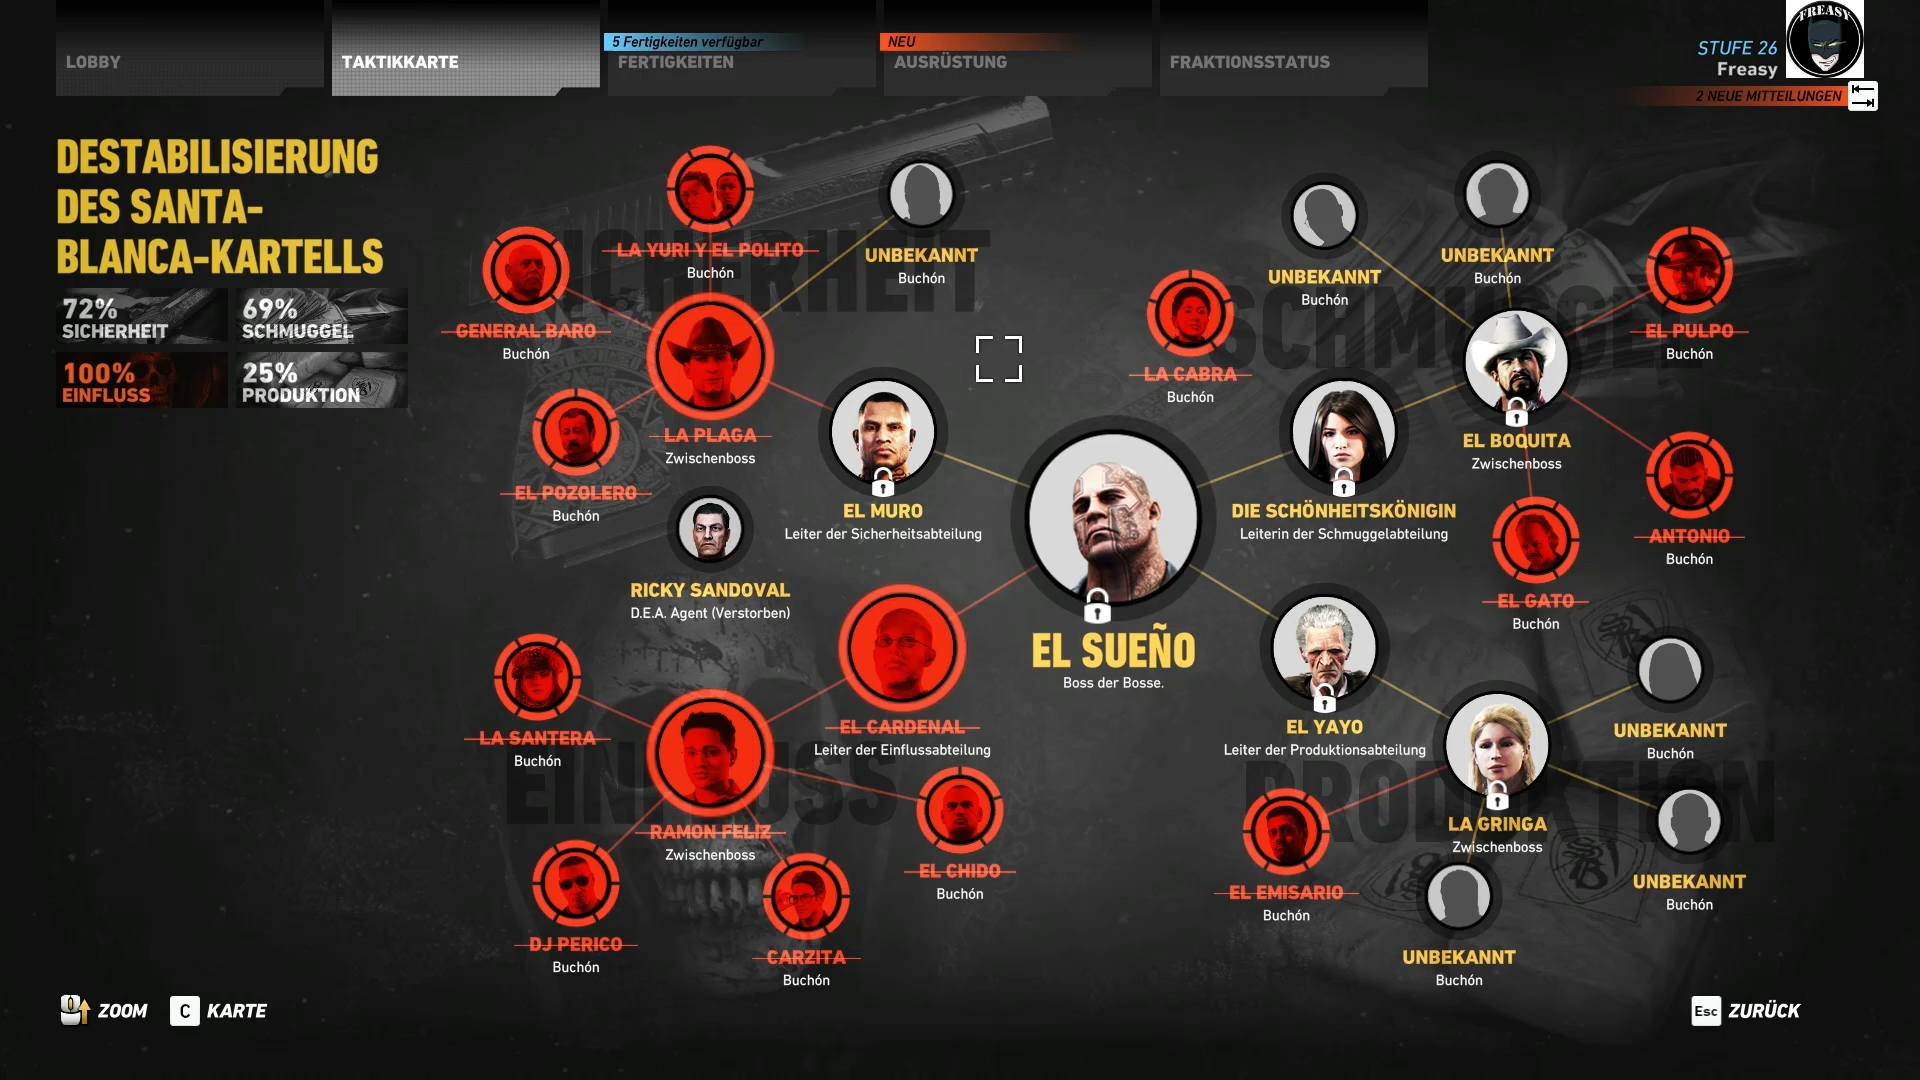 LOBBY
TAKTIKKARTE
5 Fertigkeiten verfügbar
FERTIGKEITEN
NEU
AUSRÜSTUNG
FRAKTIONSSTATUS
STUFE 26
Freasy
FREASY
2 NEUE MITTEILUNGEN
DESTABILISIERUNG
DES SANTA-
BLANCA-KARTELLS
72%
SICHERHEIT
69%
SCHMUGGEL
100%
EINFLUSS
25%
PRODUKTION
SICHERHEIT
SCHMUGGEL
EINFLUSS
PRODUKTION
LA YURI Y EL POLITO
Buchón
UNBEKANNT
Buchón
GENERAL BARO
Buchón
LA PLAGA
Zwischenboss
EL POZOLERO
Buchón
EL MURO
Leiter der Sicherheitsabteilung
RICKY SANDOVAL
D.E.A. Agent (Verstorben)
UNBEKANNT
Buchón
UNBEKANNT
Buchón
EL PULPO
Buchón
LA CABRA
Buchón
EL BOQUITA
Zwischenboss
DIE SCHÖNHEITSKÖNIGIN
Leiterin der Schmuggelabteilung
ANTONIO
Buchón
EL GATO
Buchón
EL SUEÑO
Boss der Bosse.
LA SANTERA
Buchón
EL CARDENAL
Leiter der Einflussabteilung
RAMON FELIZ
Zwischenboss
EL CHIDO
Buchón
DJ PERICO
Buchón
CARZITA
Buchón
EL YAYO
Leiter der Produktionsabteilung
UNBEKANNT
Buchón
LA GRINGA
Zwischenboss
EL EMISARIO
Buchón
UNBEKANNT
Buchón
UNBEKANNT
Buchón
ZOOM
C KARTE
Esc ZURÜCK